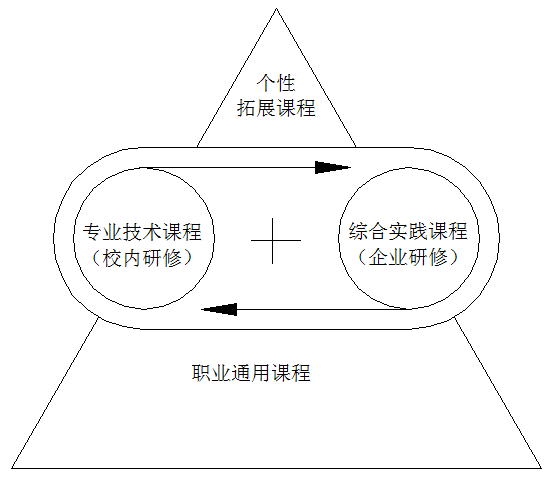 个性
拓展课程
专业技术课程
（校内研修）
综合实践课程
（企业研修）
职业通用课程